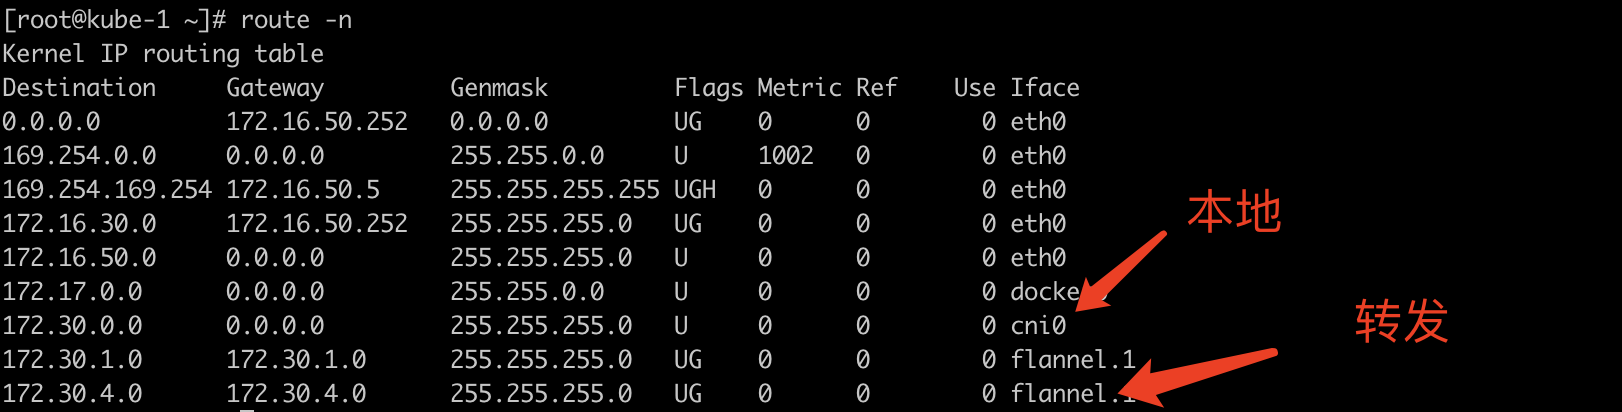 [root@kube-1 ~]# route -n
Kernel IP routing table
Destination     Gateway         Genmask         Flags Metric Ref    Use Iface
0.0.0.0         172.16.50.252   0.0.0.0         UG    0      0        0 eth0
169.254.0.0     0.0.0.0         255.255.0.0     U     1002   0        0 eth0
169.254.169.254 172.16.50.5     255.255.255.255 UGH   0      0        0 eth0
本地
172.16.30.0     172.16.50.252   255.255.255.0   UG    0      0        0 eth0
172.16.50.0     0.0.0.0         255.255.255.0   U     0      0        0 eth0
172.17.0.0      0.0.0.0         255.255.0.0     U     0      0        0
172.30.0.0      0.0.0.0         255.255.255.0   U     0      0        0 cni0
转发
172.30.1.0      172.30.1.0      255.255.255.0   UG    0      0        0 flannel.1
172.30.4.0      172.30.4.0      255.255.255.0   UG    0      0        0 flannel.1